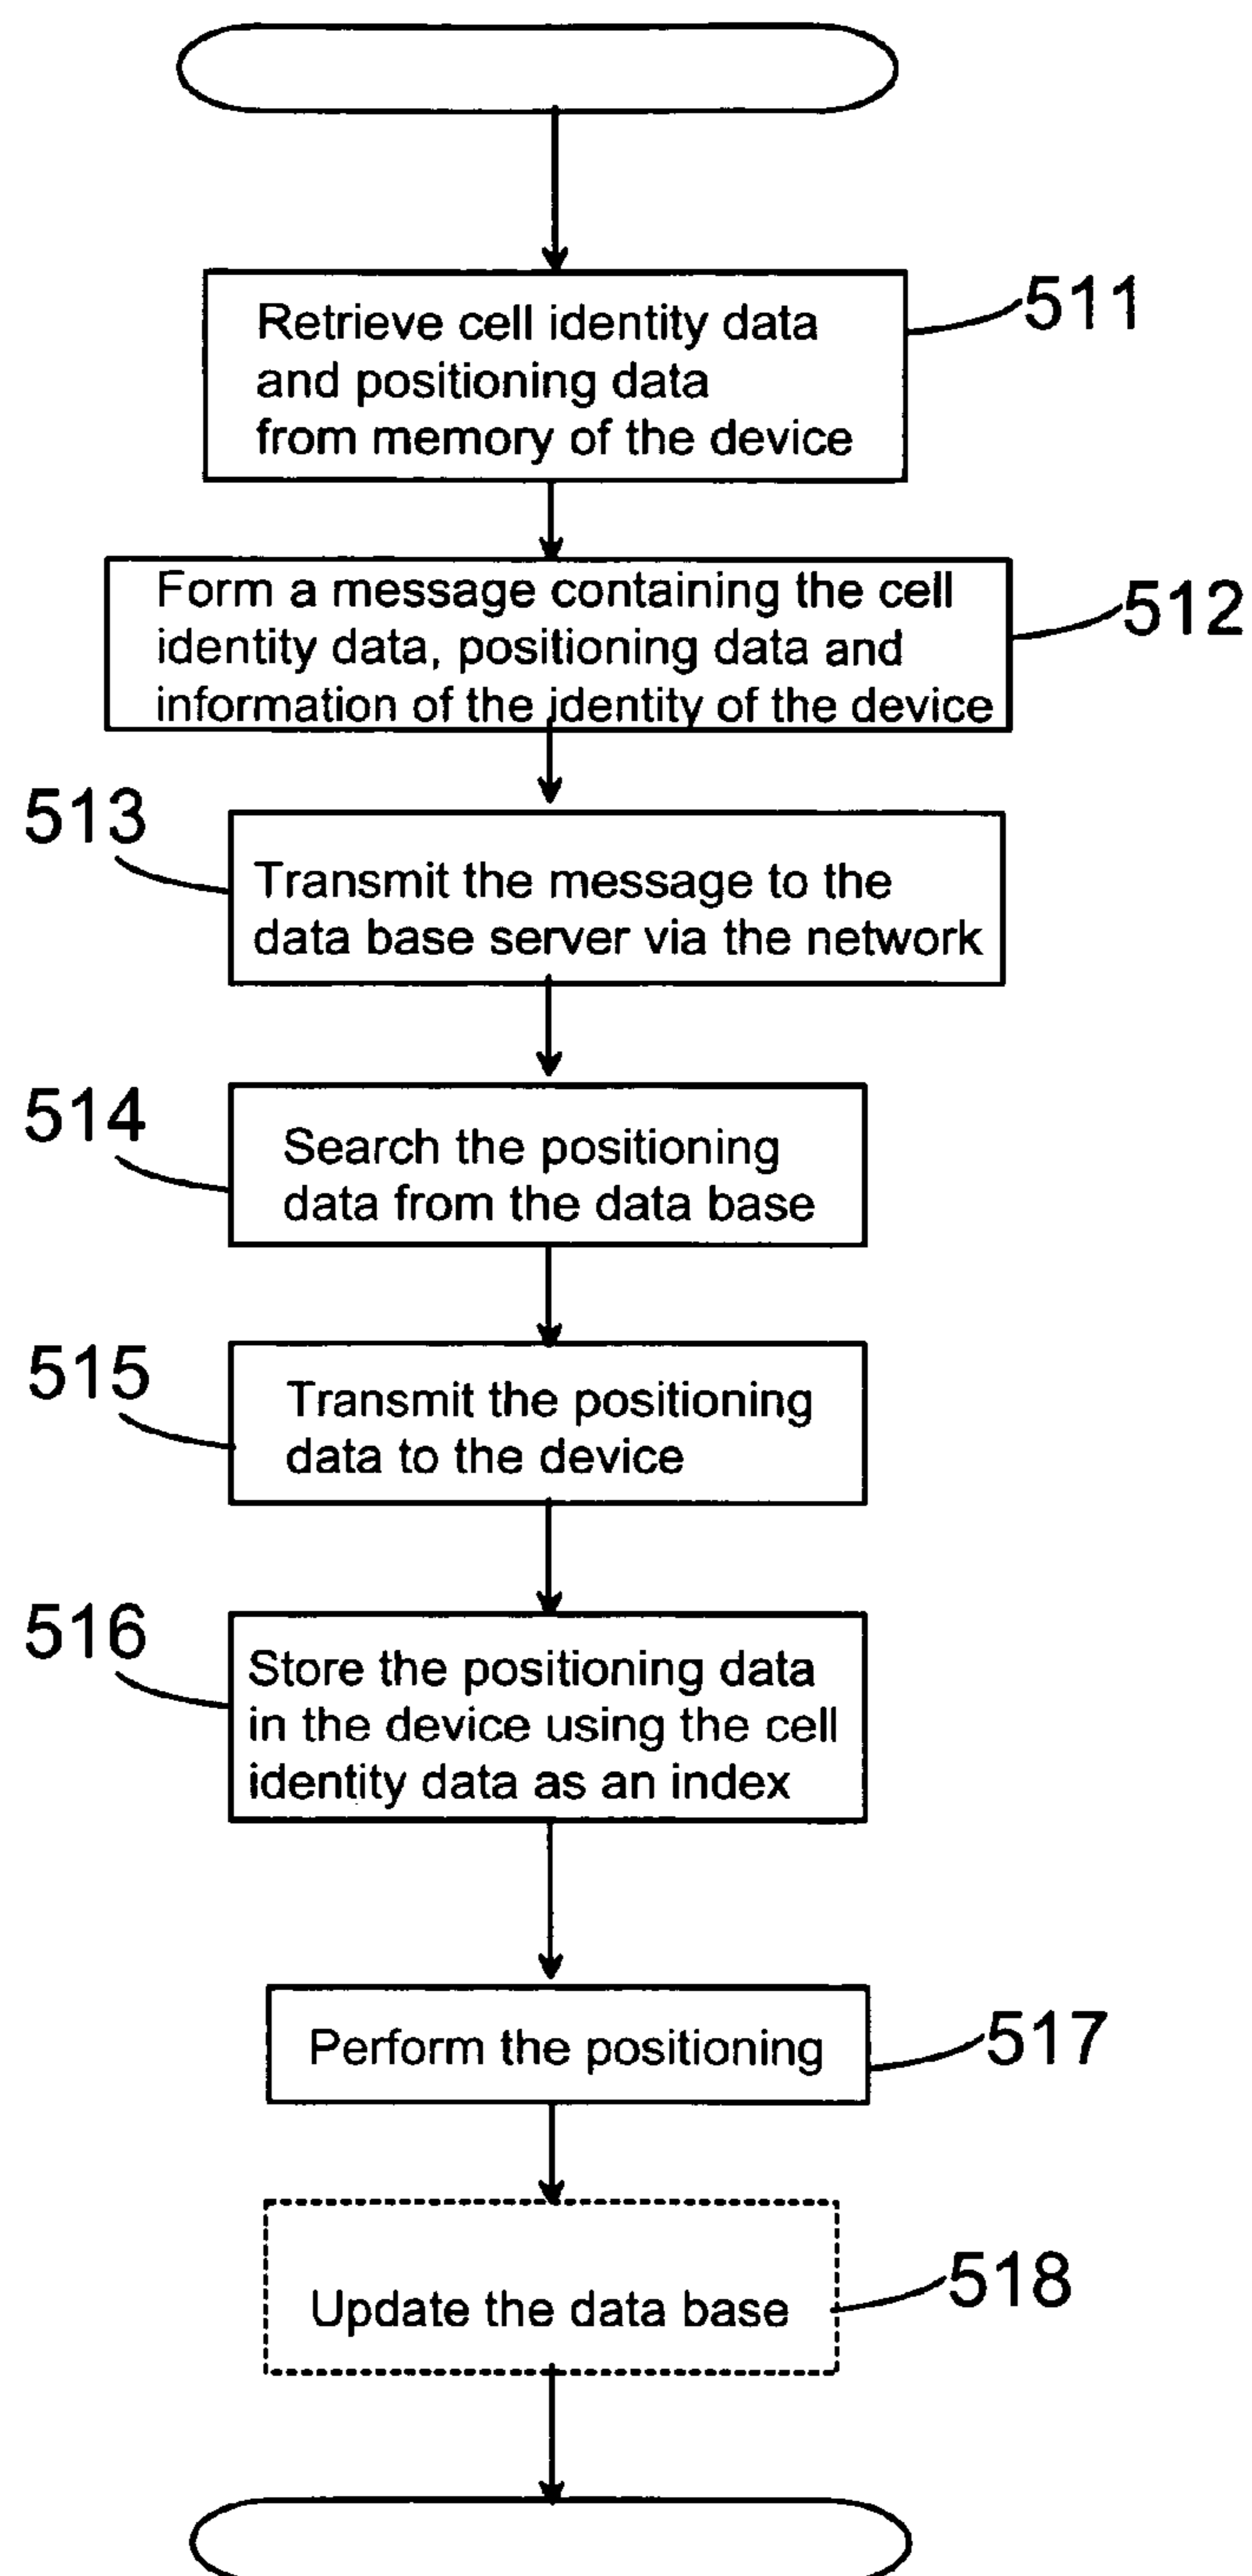 Retrieve cell identity data
and positioning data
from memory of the device
511
Form a message containing the cell
identity data, positioning data and
information of the identity of the device
512
513
Transmit the message to the
data base server via the network
514
Search the positioning
data from the data base
515
Transmit the positioning
data to the device
516
Store the positioning data
in the device using the cell
identity data as an index
Perform the positioning
517
Update the data base
518